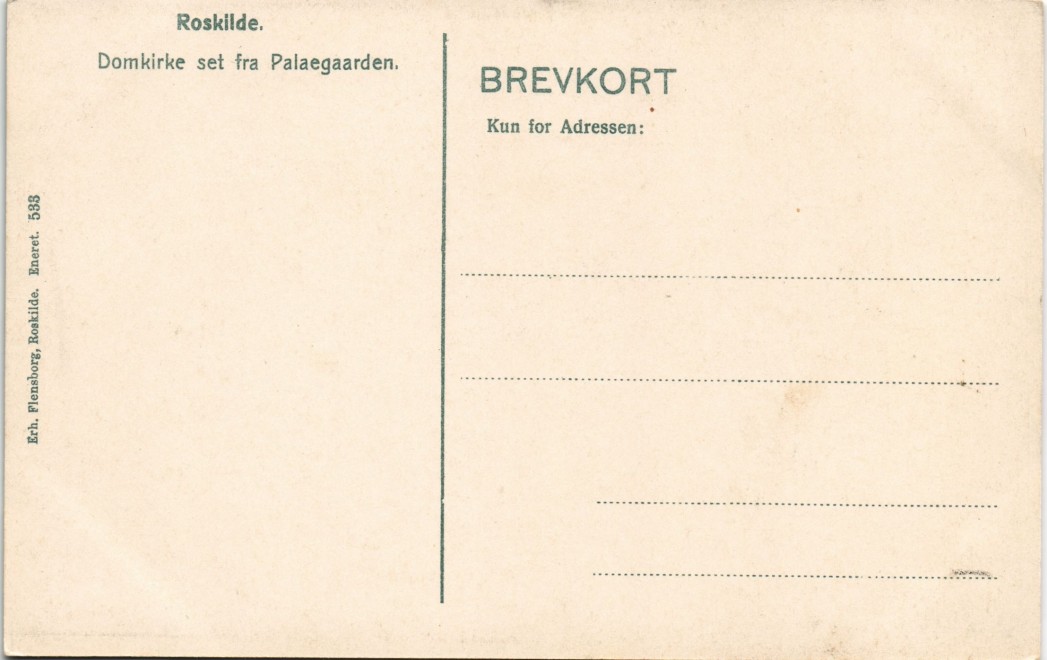 Roskilde.
Domkirke set fra Palaegaarden.
BREVKORT
Kun for Adressen:
Erh. Flensborg, Roskilde. Eneret. 533